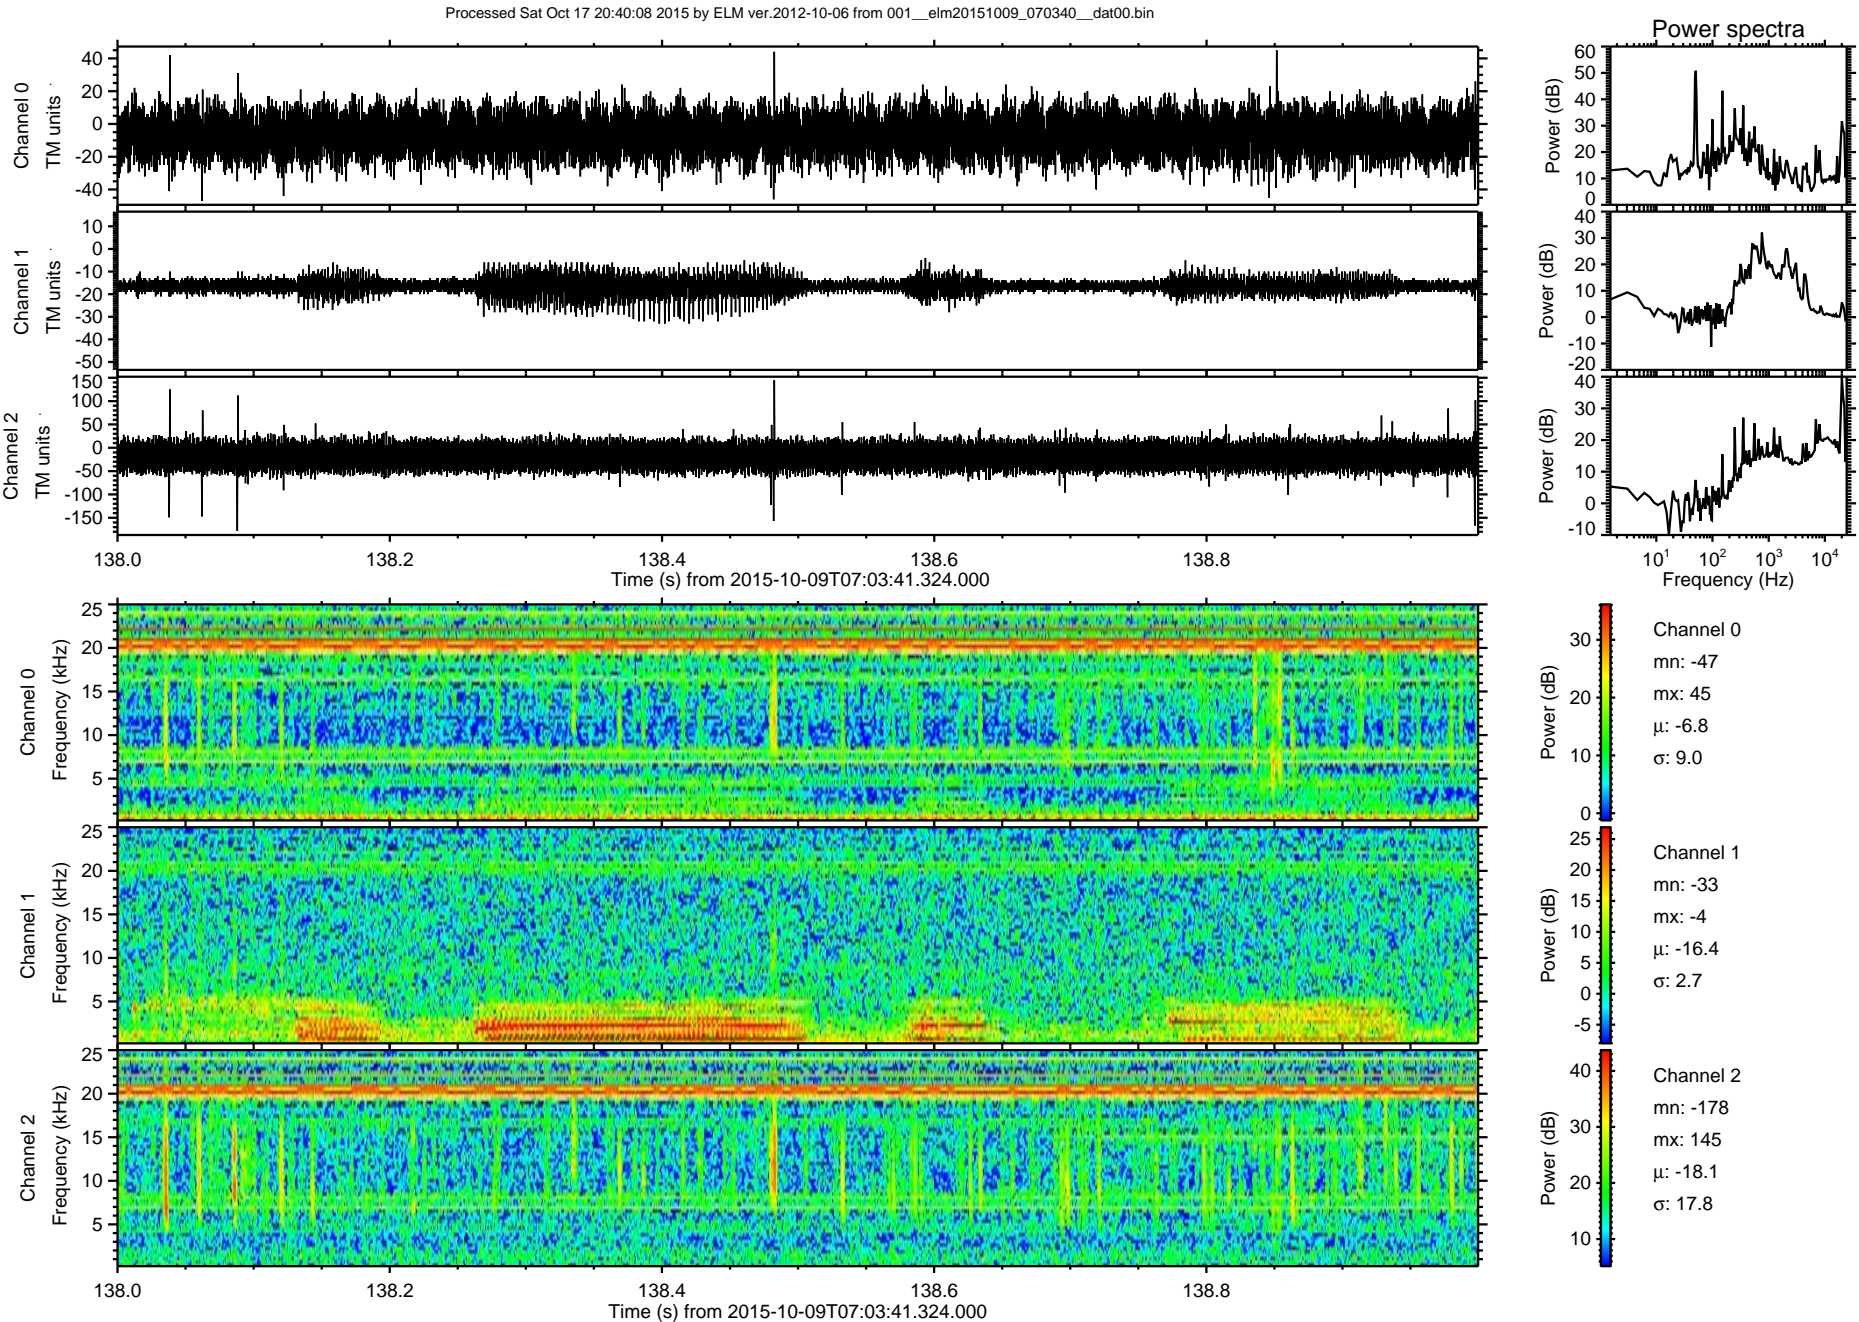 Processed Sat Oct 17 20:40:08 2015 by ELM ver.2012-10-06 from 001__elm20151009_070340__dat00.bin
Power spectra
Channel 0
TM units
40
20
0
-20
-40
Power (dB)
60
50
40
30
20
10
0
Channel 1
TM units
10
0
-10
-20
-30
-40
-50
Power (dB)
40
30
20
10
0
-10
-20
Channel 2
TM units
150
100
50
0
-50
-100
-150
Power (dB)
40
30
20
10
0
-10
138.0 138.2 138.4 138.6 138.8
Time (s) from 2015-10-09T07:03:41.324.000
10¹ 10² 10³ 10⁴
Frequency (Hz)
Channel 0
Frequency (kHz)
25
20
15
10
5
Power (dB)
30
20
10
0
Channel 0
mn: -47
mx: 45
μ: -6.8
σ: 9.0
Channel 1
Frequency (kHz)
25
20
15
10
5
Power (dB)
25
20
15
10
5
0
-5
Channel 1
mn: -33
mx: -4
μ: -16.4
σ: 2.7
Channel 2
Frequency (kHz)
25
20
15
10
5
Power (dB)
40
30
20
10
Channel 2
mn: -178
mx: 145
μ: -18.1
σ: 17.8
138.0 138.2 138.4 138.6 138.8
Time (s) from 2015-10-09T07:03:41.324.000